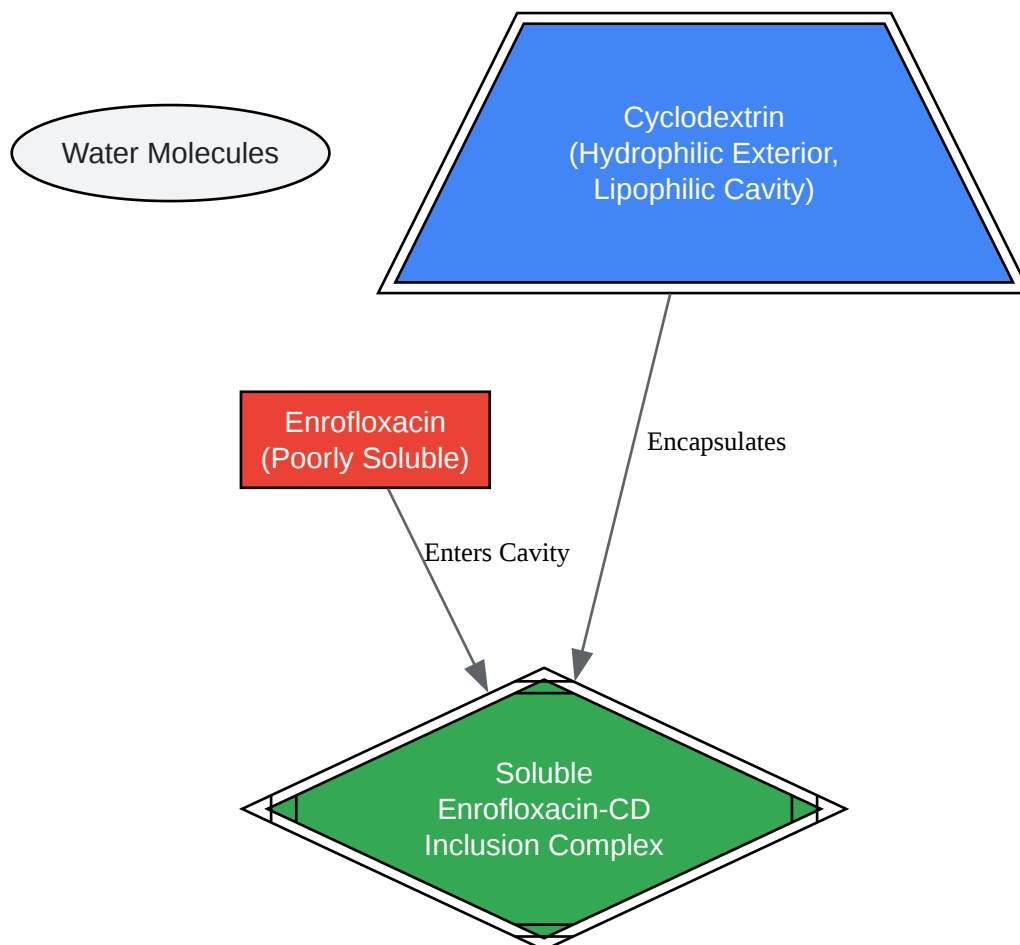 Water Molecules
Cyclodextrin
(Hydrophilic Exterior,
Lipophilic Cavity)
Enrofloxacin
(Poorly Soluble)
Encapsulates
Enters Cavity
Soluble
Enrofloxacin-CD
Inclusion Complex